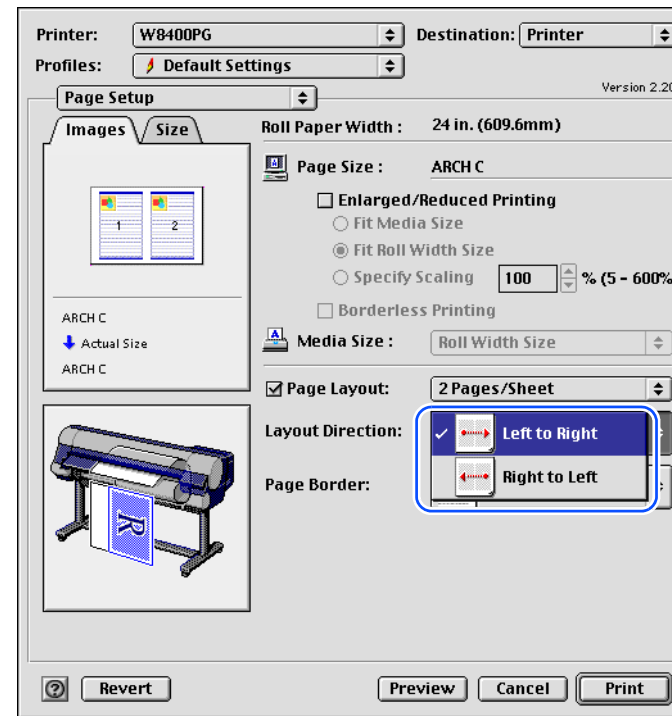 Printer: W8400PG Destination: Printer
Profiles: Default Settings
Version 2.20
Page Setup
Images Size
Roll Paper Width : 24 in. (609.6mm)
Page Size : ARCH C
Enlarged/Reduced Printing
Fit Media Size
Fit Roll Width Size
Specify Scaling 100 % (5 - 600%
Borderless Printing
1 2
ARCH C
Actual Size
ARCH C
Media Size : Roll Width Size
Page Layout: 2 Pages/Sheet
Layout Direction: Left to Right
Right to Left
Page Border:
R
? Revert Preview Cancel Print